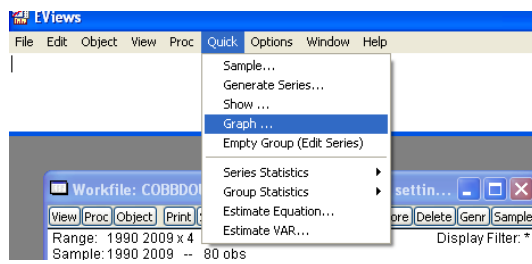 EViews
File Edit Object View Proc Quick Options Window Help
Sample...
Generate Series...
Show ...
Graph ...
Empty Group (Edit Series)
Series Statistics
Group Statistics
Estimate Equation...
Estimate VAR...
Workfile: settin...
View Proc Object Print Delete Genr Sample
Range: 1990 2009 x 4 Display Filter: *
Sample: 1990 2009 -- 80 obs